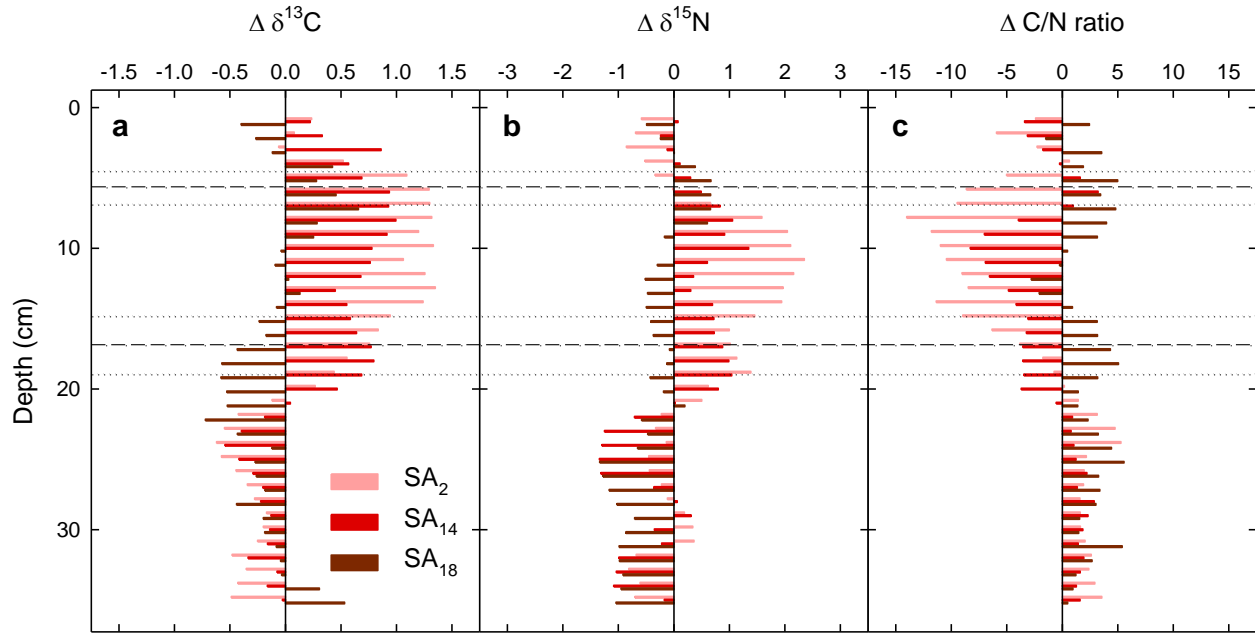 Δ δ¹³C Δ δ¹⁵N Δ C/N ratio
-1.5 -1.0 -0.5 0.0 0.5 1.0 1.5 -3 -2 -1 0 1 2 3 -15 -10 -5 0 5 10 15
0
a b c
10
Depth (cm)
20
SA₂
SA₁₄
30
SA₁₈